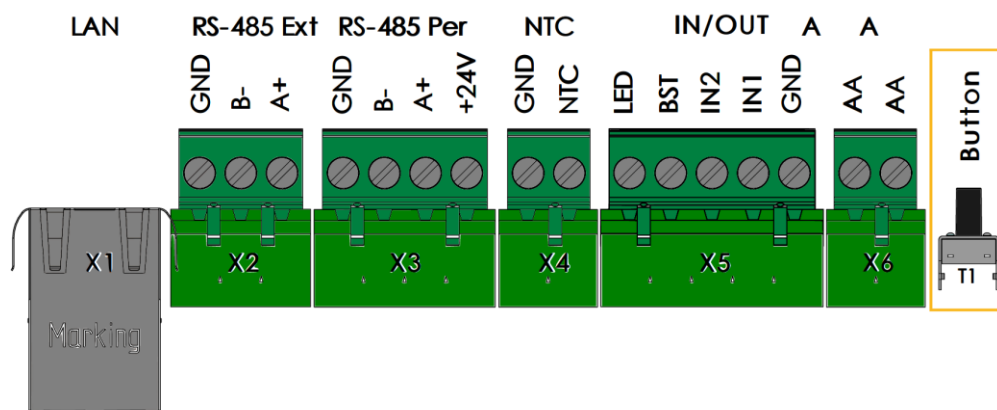 LAN RS-485 Ext RS-485 Per NTC IN/OUT A A
GND B- A+ GND B- A+ +24V GND NTC LED BST IN2 IN1 GND AA AA
Button
X1 X2 X3 X4 X5 X6 T1
Marking